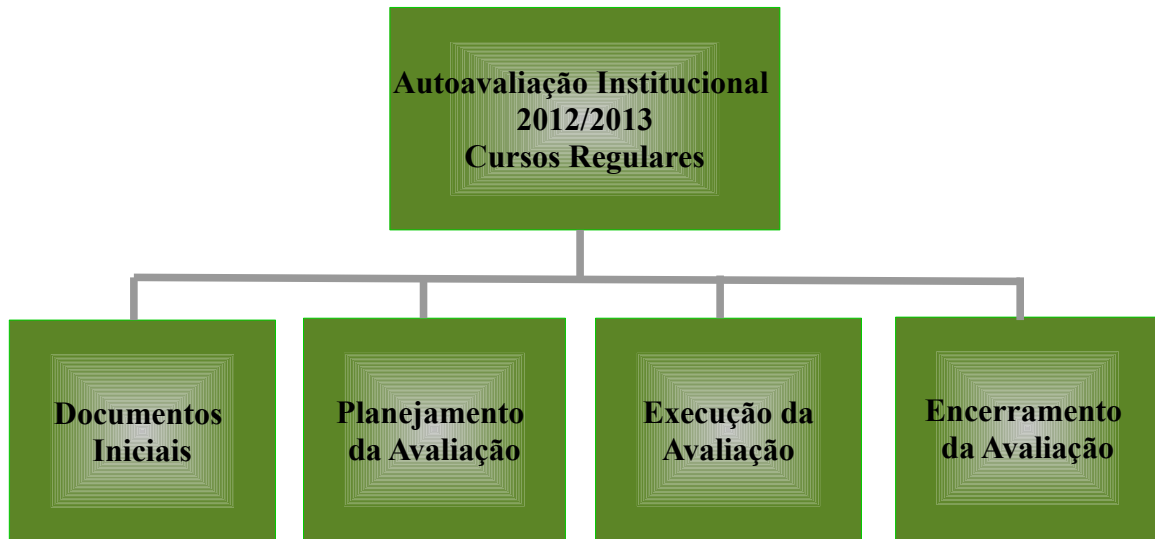 Autoavaliação Institucional
2012/2013
Cursos Regulares
Documentos
Iniciais
Planejamento
da Avaliação
Execução da
Avaliação
Encerramento
da Avaliação